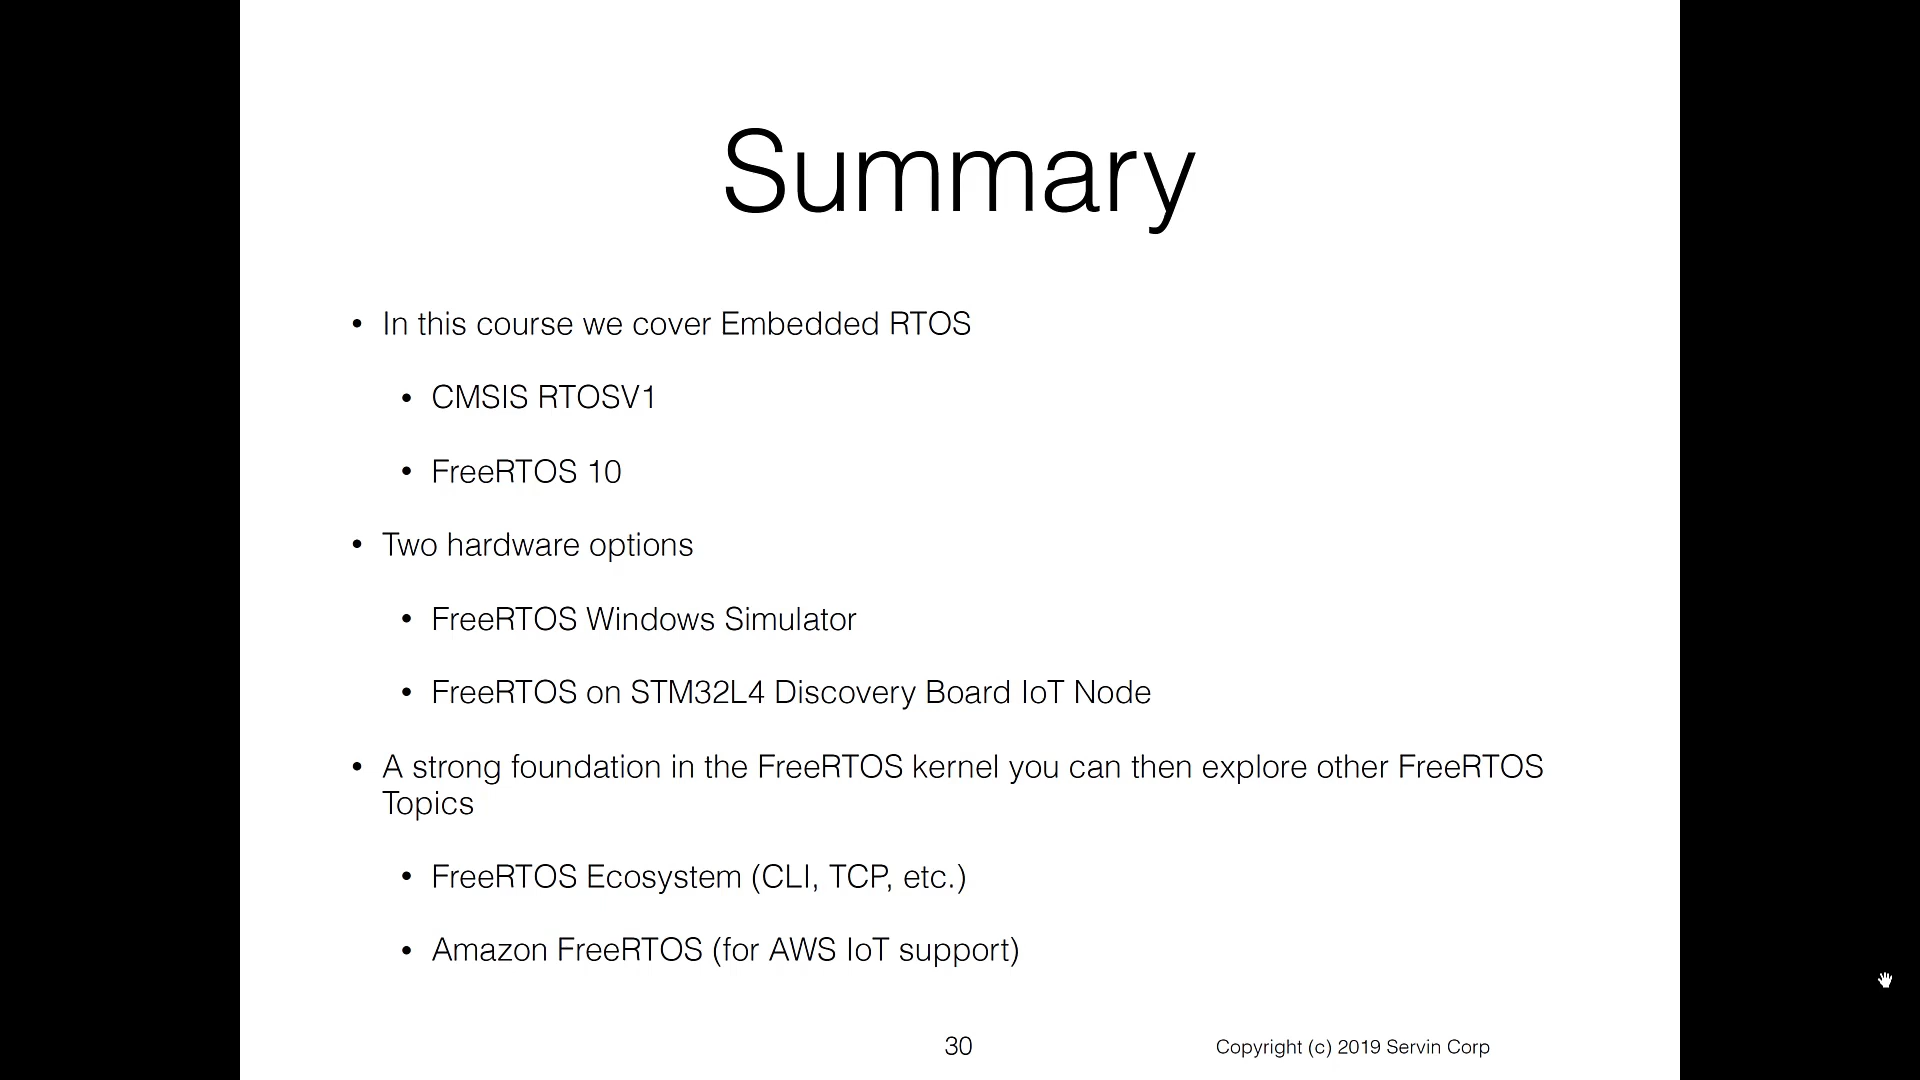 Summary
• In this course we cover Embedded RTOS
• CMSIS RTOSV1
• FreeRTOS 10
• Two hardware options
• FreeRTOS Windows Simulator
• FreeRTOS on STM32L4 Discovery Board IoT Node
• A strong foundation in the FreeRTOS kernel you can then explore other FreeRTOS
Topics
• FreeRTOS Ecosystem (CLI, TCP, etc.)
• Amazon FreeRTOS (for AWS IoT support)
30
Copyright (c) 2019 Servin Corp